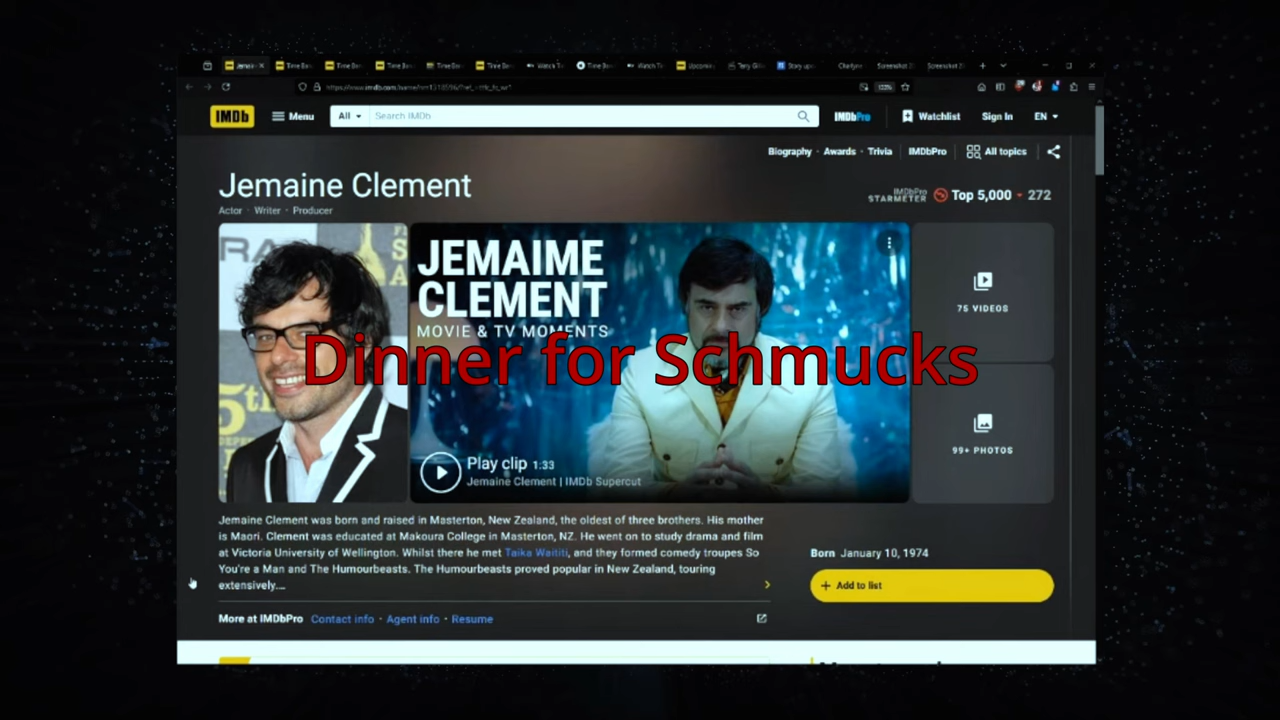 IMDb
Menu
All
Search IMDb
IMDbPro
Watchlist
Sign In
EN
Biography · Awards · Trivia
IMDbPro
All topics
Jemaine Clement
Actor · Writer · Producer
IMDbPro
STARMETER
Top 5,000
272
JEMAIME
CLEMENT
MOVIE & TV MOMENTS
75 VIDEOS
Dinner for Schmucks
5th
99+ PHOTOS
Play clip 1:33
Jemaine Clement | IMDb Supercut
Jemaine Clement was born and raised in Masterton, New Zealand, the oldest of three brothers. His mother
is Maori. Clement was educated at Makoura College in Masterton, NZ. He went on to study drama and film
at Victoria University of Wellington. Whilst there he met Taika Waititi, and they formed comedy troupes So
You're a Man and The Humourbeasts. The Humourbeasts proved popular in New Zealand, touring
extensively....
Born January 10, 1974
+ Add to list
More at IMDbPro
Contact info · Agent info · Resume